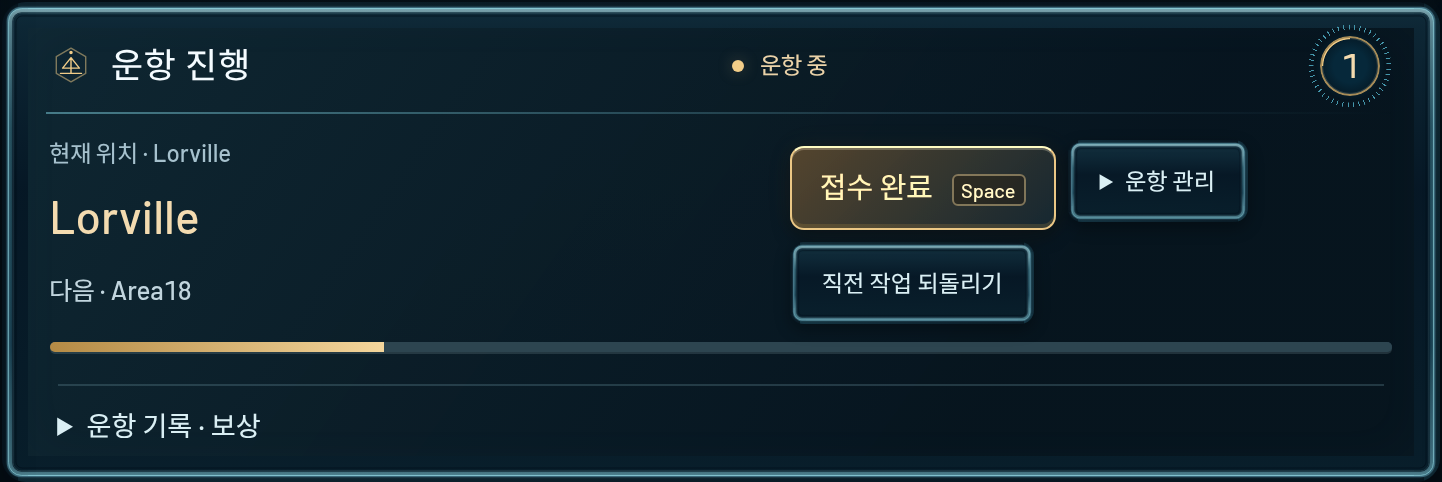 운항 진행
운항 중
1
현재 위치 · Lorville
Lorville
다음 · Area18
접수 완료 Space
▶ 운항 관리
직전 작업 되돌리기
▶ 운항 기록 · 보상